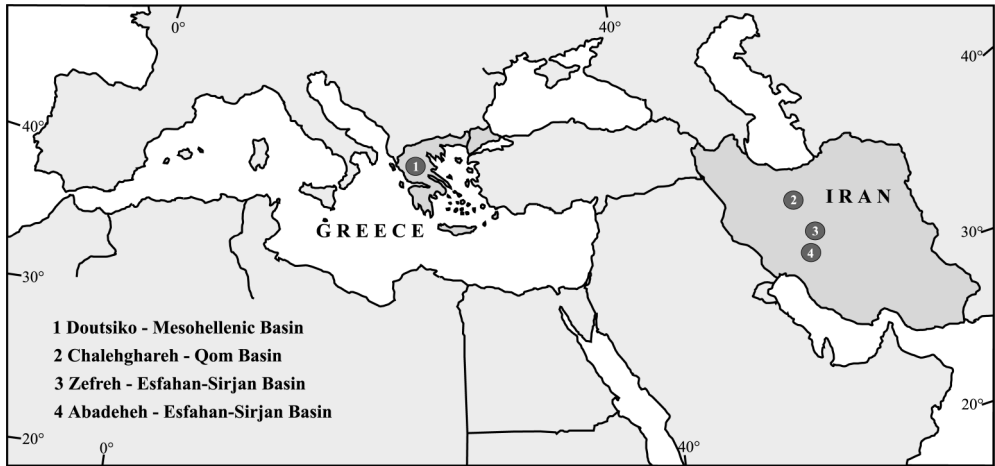 0°
40°
40°
40°
1
2
IRAN
3
GREECE
30°
4
30°
1 Doutsiko - Mesohellenic Basin
2 Chalehghareh - Qom Basin
3 Zefreh - Esfahan-Sirjan Basin
20°
4 Abadeheh - Esfahan-Sirjan Basin
20°
0°
40°